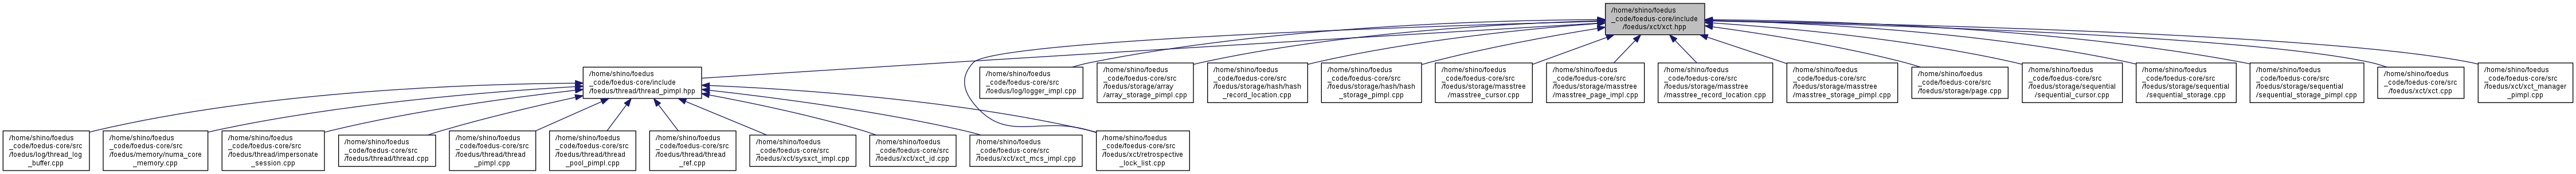 /home/shino/foedus
_code/foedus-core/include
/foedus/xct/xct.hpp
/home/shino/foedus
_code/foedus-core/include
/foedus/thread/thread_pimpl.hpp
/home/shino/foedus
_code/foedus-core/src
/foedus/log/logger_impl.cpp
/home/shino/foedus
_code/foedus-core/src
/foedus/storage/array
/array_storage_pimpl.cpp
/home/shino/foedus
_code/foedus-core/src
/foedus/storage/hash/hash
_record_location.cpp
/home/shino/foedus
_code/foedus-core/src
/foedus/storage/hash/hash
_storage_pimpl.cpp
/home/shino/foedus
_code/foedus-core/src
/foedus/storage/masstree
/masstree_cursor.cpp
/home/shino/foedus
_code/foedus-core/src
/foedus/storage/masstree
/masstree_page_impl.cpp
/home/shino/foedus
_code/foedus-core/src
/foedus/storage/masstree
/masstree_record_location.cpp
/home/shino/foedus
_code/foedus-core/src
/foedus/storage/masstree
/masstree_storage_pimpl.cpp
/home/shino/foedus
_code/foedus-core/src
/foedus/storage/page.cpp
/home/shino/foedus
_code/foedus-core/src
/foedus/storage/sequential
/sequential_cursor.cpp
/home/shino/foedus
_code/foedus-core/src
/foedus/storage/sequential
/sequential_storage.cpp
/home/shino/foedus
_code/foedus-core/src
/foedus/storage/sequential
/sequential_storage_pimpl.cpp
/home/shino/foedus
_code/foedus-core/src
/foedus/xct/xct.cpp
/home/shino/foedus
_code/foedus-core/src
/foedus/xct/xct_manager
_pimpl.cpp
/home/shino/foedus
_code/foedus-core/src
/foedus/log/thread_log
_buffer.cpp
/home/shino/foedus
_code/foedus-core/src
/foedus/memory/numa_core
_memory.cpp
/home/shino/foedus
_code/foedus-core/src
/foedus/thread/impersonate
_session.cpp
/home/shino/foedus
_code/foedus-core/src
/foedus/thread/thread.cpp
/home/shino/foedus
_code/foedus-core/src
/foedus/thread/thread
_pimpl.cpp
/home/shino/foedus
_code/foedus-core/src
/foedus/thread/thread
_pool_pimpl.cpp
/home/shino/foedus
_code/foedus-core/src
/foedus/thread/thread
_ref.cpp
/home/shino/foedus
_code/foedus-core/src
/foedus/xct/sysxct_impl.cpp
/home/shino/foedus
_code/foedus-core/src
/foedus/xct/xct_id.cpp
/home/shino/foedus
_code/foedus-core/src
/foedus/xct/xct_mcs_impl.cpp
/home/shino/foedus
_code/foedus-core/src
/foedus/xct/retrospective
_lock_list.cpp